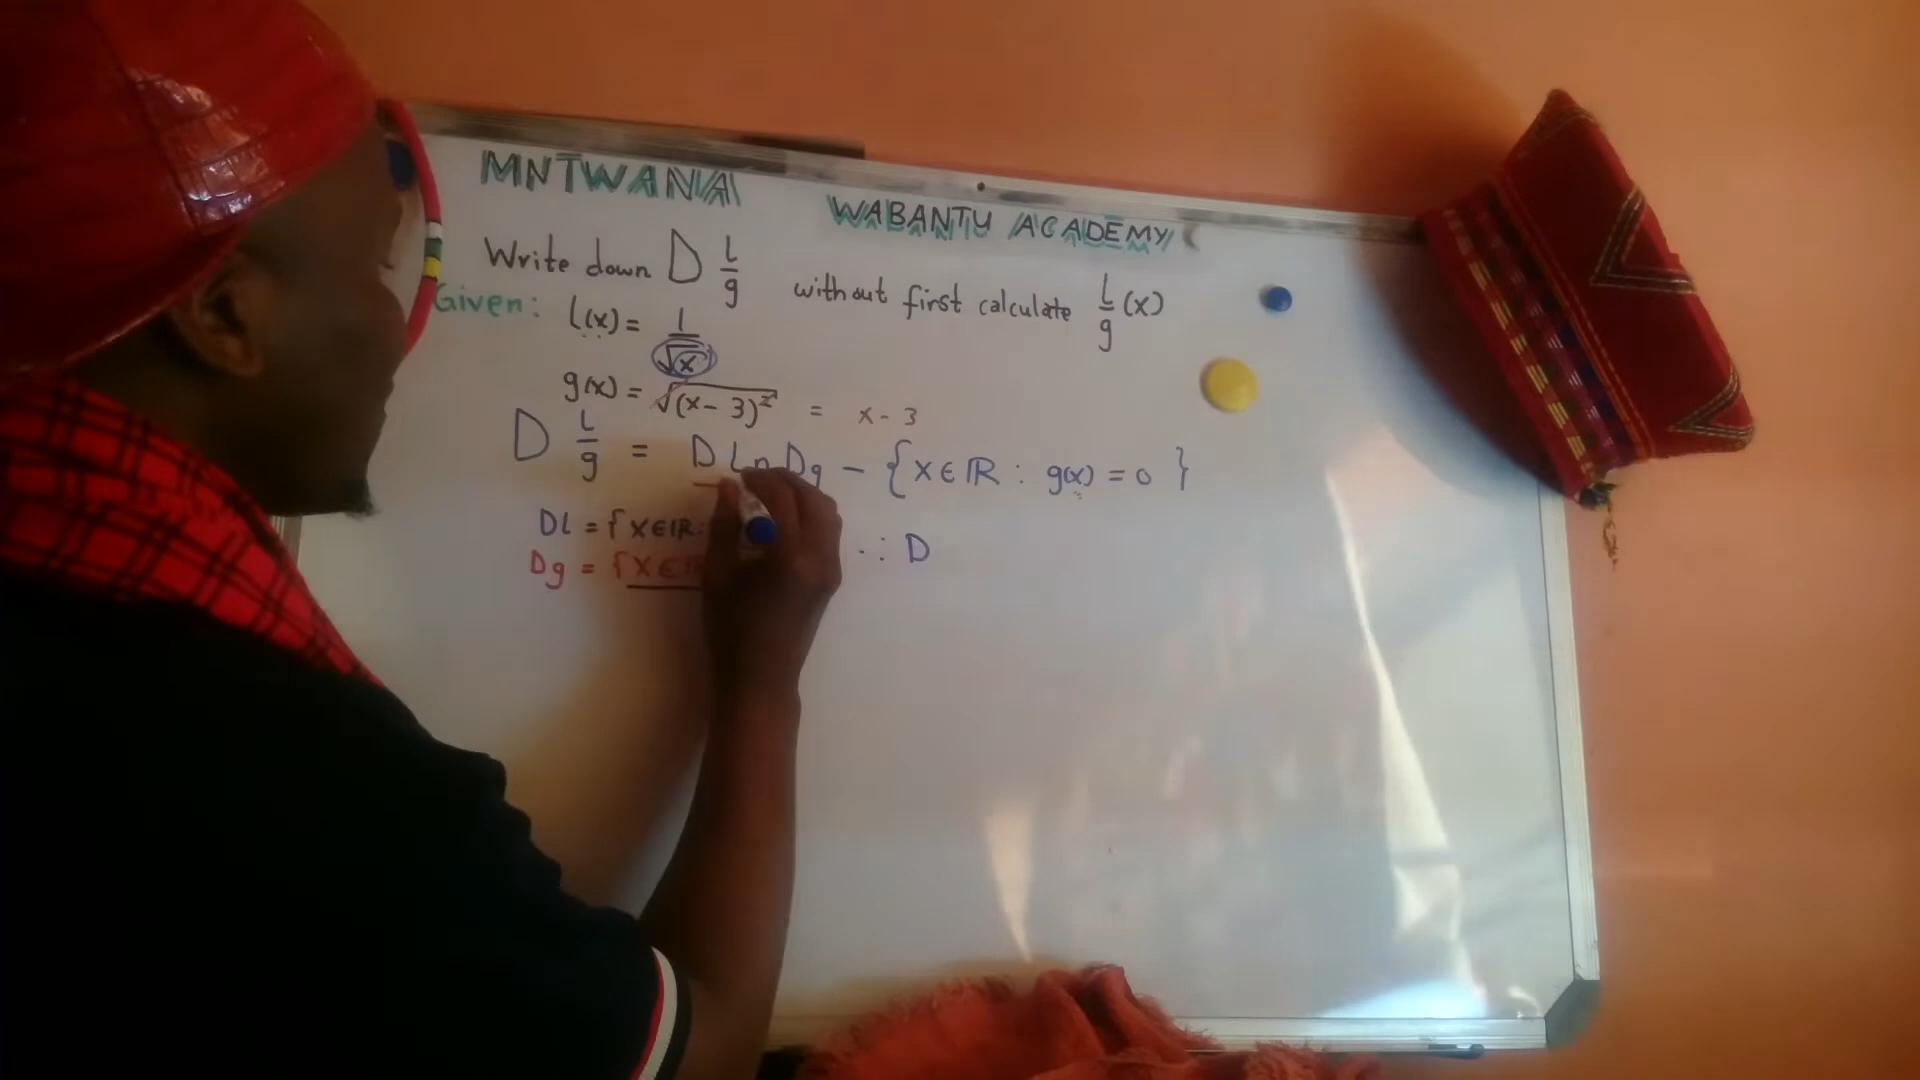 MNTWANA WABANTU ACADEMY
Write down D l/g without first calculate l/g (x)
Given: l(x) = 1/√x
g(x) = √(x-3)² = x - 3
D l/g = Dl ∩ Dg - {x∈ℝ : g(x) = 0}
Dl = {x∈ℝ: ∴ D
Dg = {x∈ℝ